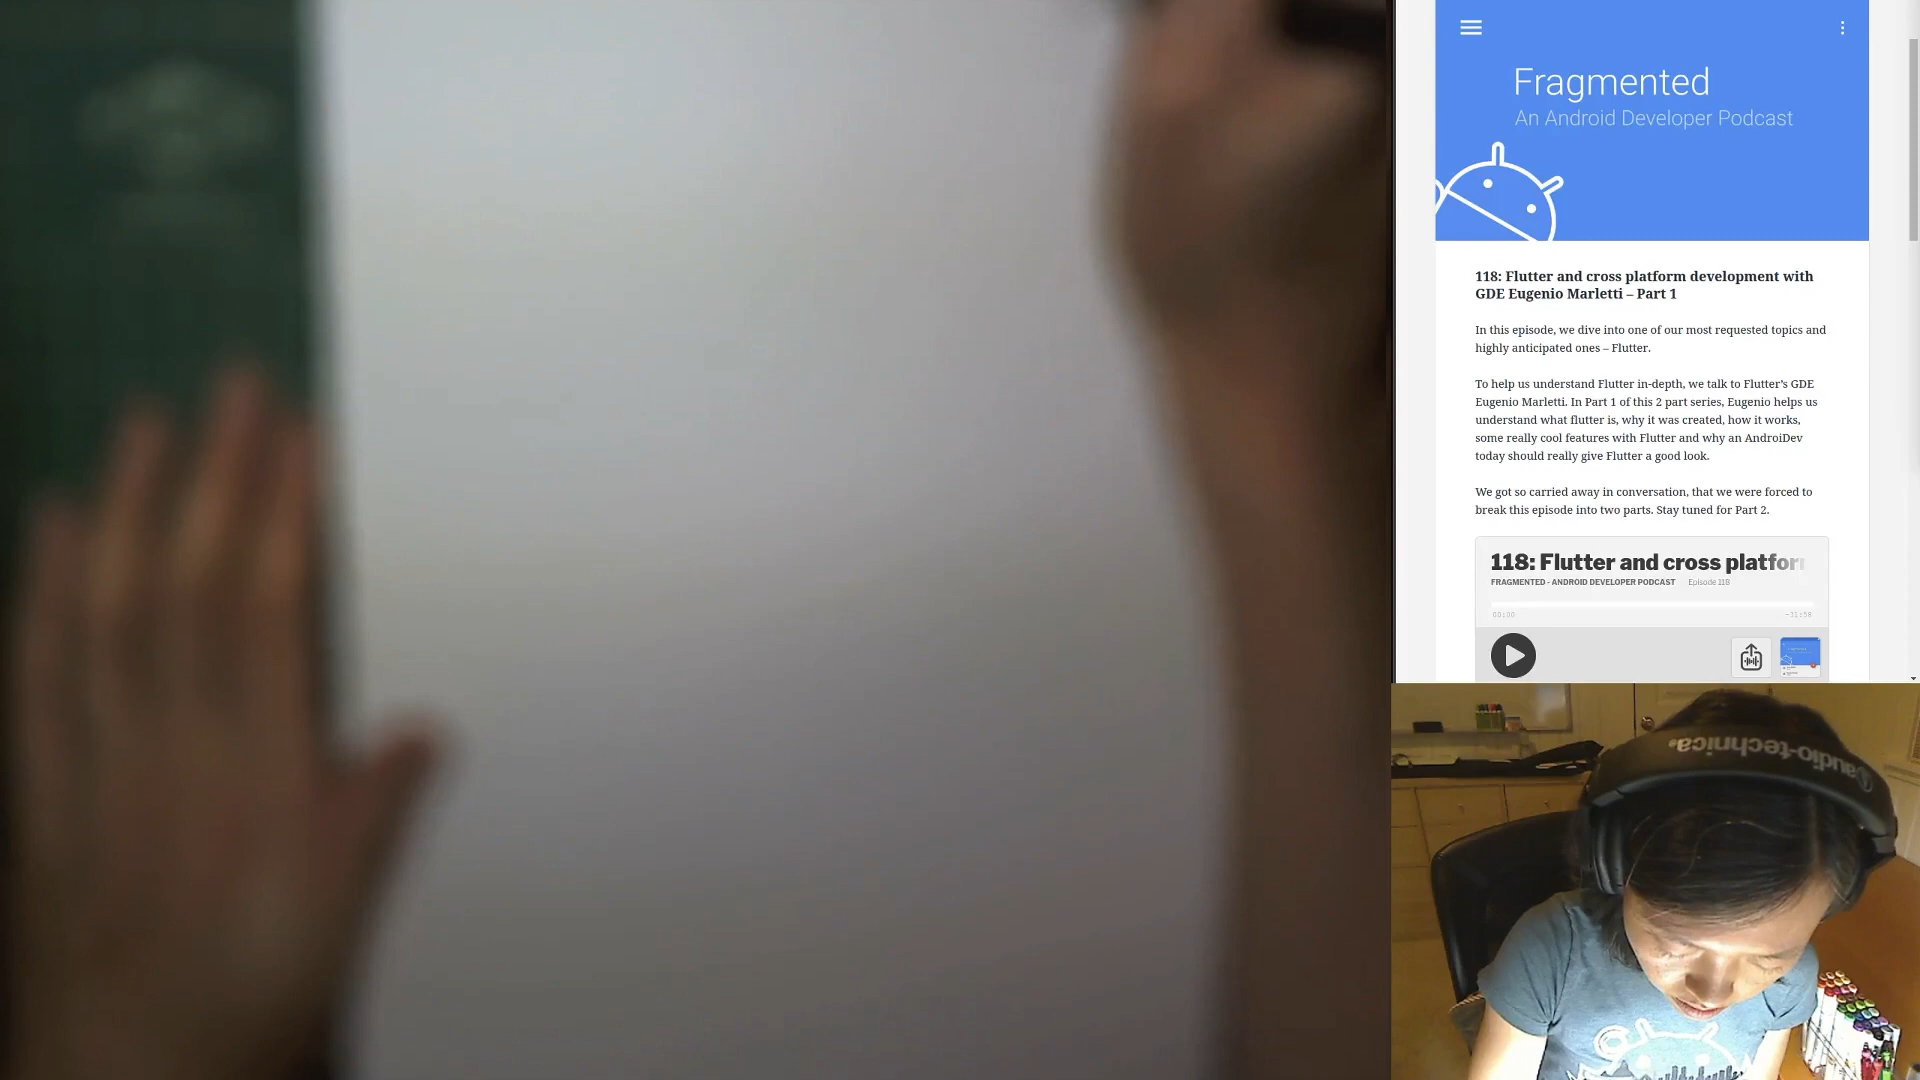 Fragmented
An Android Developer Podcast
118: Flutter and cross platform development with
GDE Eugenio Marletti – Part 1
In this episode, we dive into one of our most requested topics and
highly anticipated ones – Flutter.
To help us understand Flutter in-depth, we talk to Flutter’s GDE
Eugenio Marletti. In Part 1 of this 2 part series, Eugenio helps us
understand what flutter is, why it was created, how it works,
some really cool features with Flutter and why an AndroiDev
today should really give Flutter a good look.
We got so carried away in conversation, that we were forced to
break this episode into two parts. Stay tuned for Part 2.
118: Flutter and cross platfor
FRAGMENTED - ANDROID DEVELOPER PODCAST Episode 118
00:00 -31:58
audio-technica